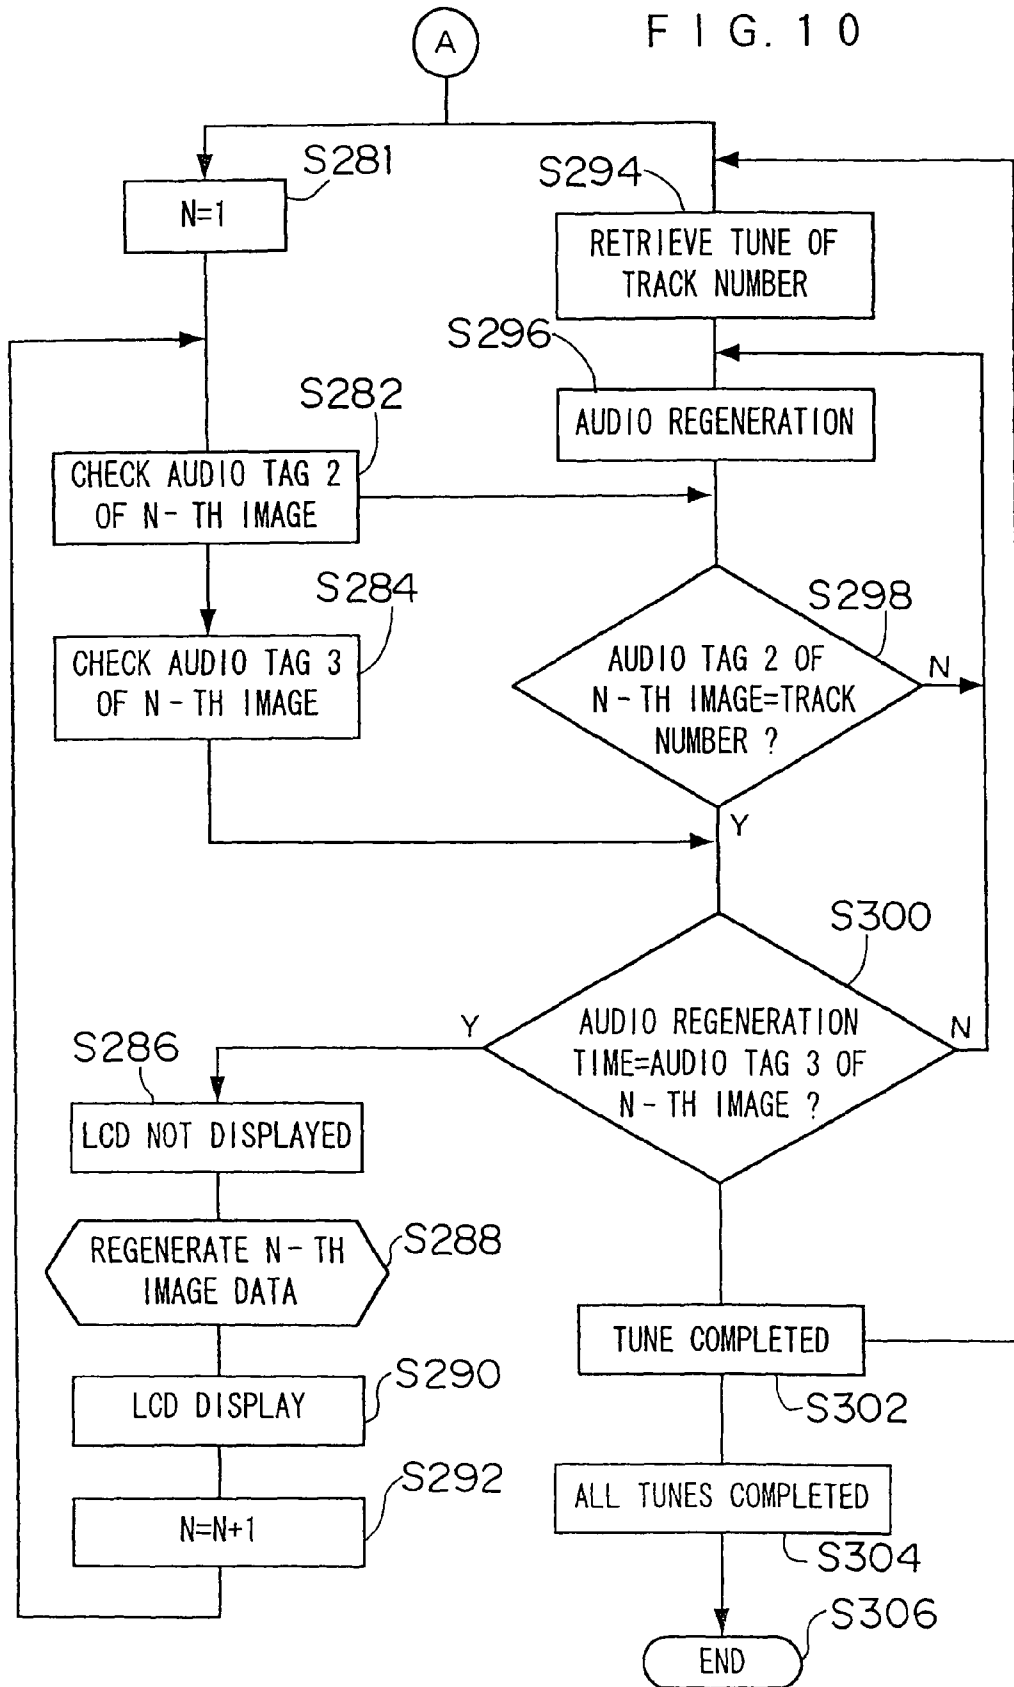 FIG. 10
A
S281
N=1
S282
CHECK AUDIO TAG 2
OF N-TH IMAGE
S284
CHECK AUDIO TAG 3
OF N-TH IMAGE
S294
RETRIEVE TUNE OF
TRACK NUMBER
S296
AUDIO REGENERATION
S298
AUDIO TAG 2 OF
N-TH IMAGE=TRACK
NUMBER ?
N
Y
S300
AUDIO REGENERATION
TIME=AUDIO TAG 3 OF
N-TH IMAGE ?
Y
N
S286
LCD NOT DISPLAYED
REGENERATE N-TH
IMAGE DATA
S288
LCD DISPLAY
S290
N=N+1
S292
TUNE COMPLETED
S302
ALL TUNES COMPLETED
S304
END
S306